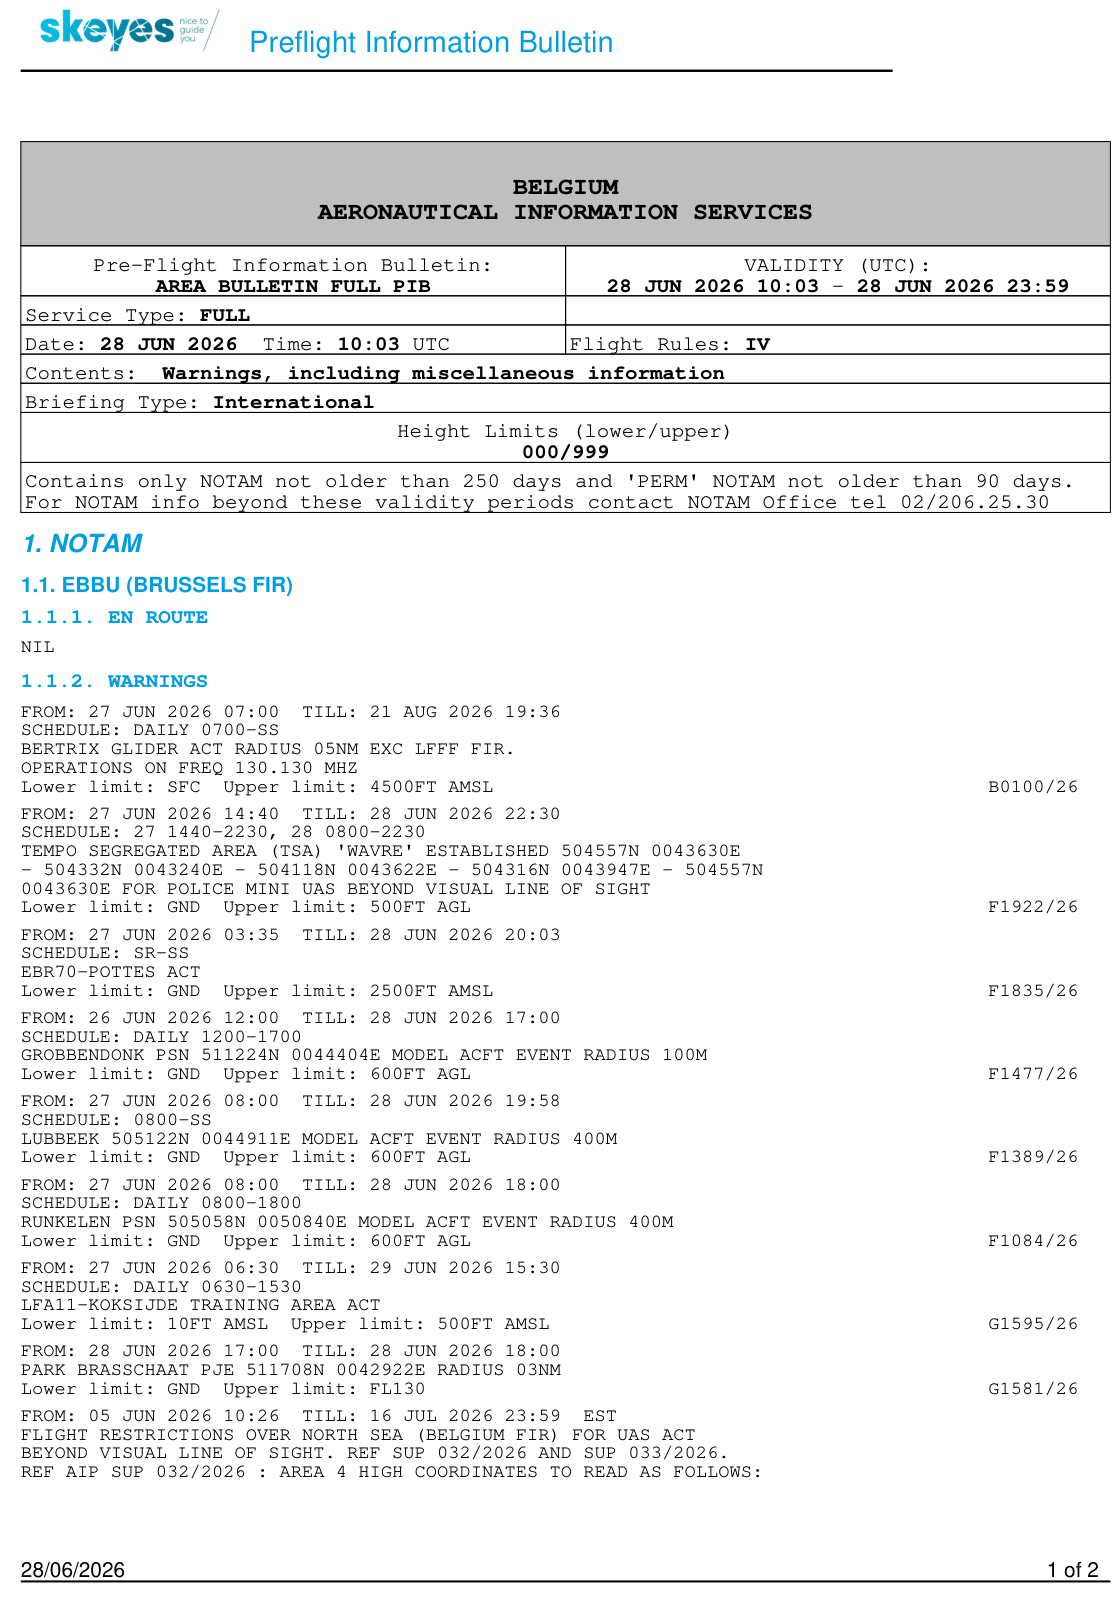 skeyes nice to guide you
Preflight Information Bulletin
BELGIUM
AERONAUTICAL INFORMATION SERVICES
Pre-Flight Information Bulletin:
AREA BULLETIN FULL PIB
VALIDITY (UTC):
28 JUN 2026 10:03 - 28 JUN 2026 23:59
Service Type: FULL
Date: 28 JUN 2026 Time: 10:03 UTC
Flight Rules: IV
Contents: Warnings, including miscellaneous information
Briefing Type: International
Height Limits (lower/upper)
000/999
Contains only NOTAM not older than 250 days and 'PERM' NOTAM not older than 90 days.
For NOTAM info beyond these validity periods contact NOTAM Office tel 02/206.25.30
1. NOTAM
1.1. EBBU (BRUSSELS FIR)
1.1.1. EN ROUTE
NIL
1.1.2. WARNINGS
FROM: 27 JUN 2026 07:00 TILL: 21 AUG 2026 19:36
SCHEDULE: DAILY 0700-SS
BERTRIX GLIDER ACT RADIUS 05NM EXC LFFF FIR.
OPERATIONS ON FREQ 130.130 MHZ
Lower limit: SFC Upper limit: 4500FT AMSL B0100/26
FROM: 27 JUN 2026 14:40 TILL: 28 JUN 2026 22:30
SCHEDULE: 27 1440-2230, 28 0800-2230
TEMPO SEGREGATED AREA (TSA) 'WAVRE' ESTABLISHED 504557N 0043630E
- 504332N 0043240E - 504118N 0043622E - 504316N 0043947E - 504557N
0043630E FOR POLICE MINI UAS BEYOND VISUAL LINE OF SIGHT
Lower limit: GND Upper limit: 500FT AGL F1922/26
FROM: 27 JUN 2026 03:35 TILL: 28 JUN 2026 20:03
SCHEDULE: SR-SS
EBR70-POTTES ACT
Lower limit: GND Upper limit: 2500FT AMSL F1835/26
FROM: 26 JUN 2026 12:00 TILL: 28 JUN 2026 17:00
SCHEDULE: DAILY 1200-1700
GROBBENDONK PSN 511224N 0044404E MODEL ACFT EVENT RADIUS 100M
Lower limit: GND Upper limit: 600FT AGL F1477/26
FROM: 27 JUN 2026 08:00 TILL: 28 JUN 2026 19:58
SCHEDULE: 0800-SS
LUBBEEK 505122N 0044911E MODEL ACFT EVENT RADIUS 400M
Lower limit: GND Upper limit: 600FT AGL F1389/26
FROM: 27 JUN 2026 08:00 TILL: 28 JUN 2026 18:00
SCHEDULE: DAILY 0800-1800
RUNKELEN PSN 505058N 0050840E MODEL ACFT EVENT RADIUS 400M
Lower limit: GND Upper limit: 600FT AGL F1084/26
FROM: 27 JUN 2026 06:30 TILL: 29 JUN 2026 15:30
SCHEDULE: DAILY 0630-1530
LFA11-KOKSIJDE TRAINING AREA ACT
Lower limit: 10FT AMSL Upper limit: 500FT AMSL G1595/26
FROM: 28 JUN 2026 17:00 TILL: 28 JUN 2026 18:00
PARK BRASSCHAAT PJE 511708N 0042922E RADIUS 03NM
Lower limit: GND Upper limit: FL130 G1581/26
FROM: 05 JUN 2026 10:26 TILL: 16 JUL 2026 23:59 EST
FLIGHT RESTRICTIONS OVER NORTH SEA (BELGIUM FIR) FOR UAS ACT
BEYOND VISUAL LINE OF SIGHT. REF SUP 032/2026 AND SUP 033/2026.
REF AIP SUP 032/2026 : AREA 4 HIGH COORDINATES TO READ AS FOLLOWS:
28/06/2026 1 of 2